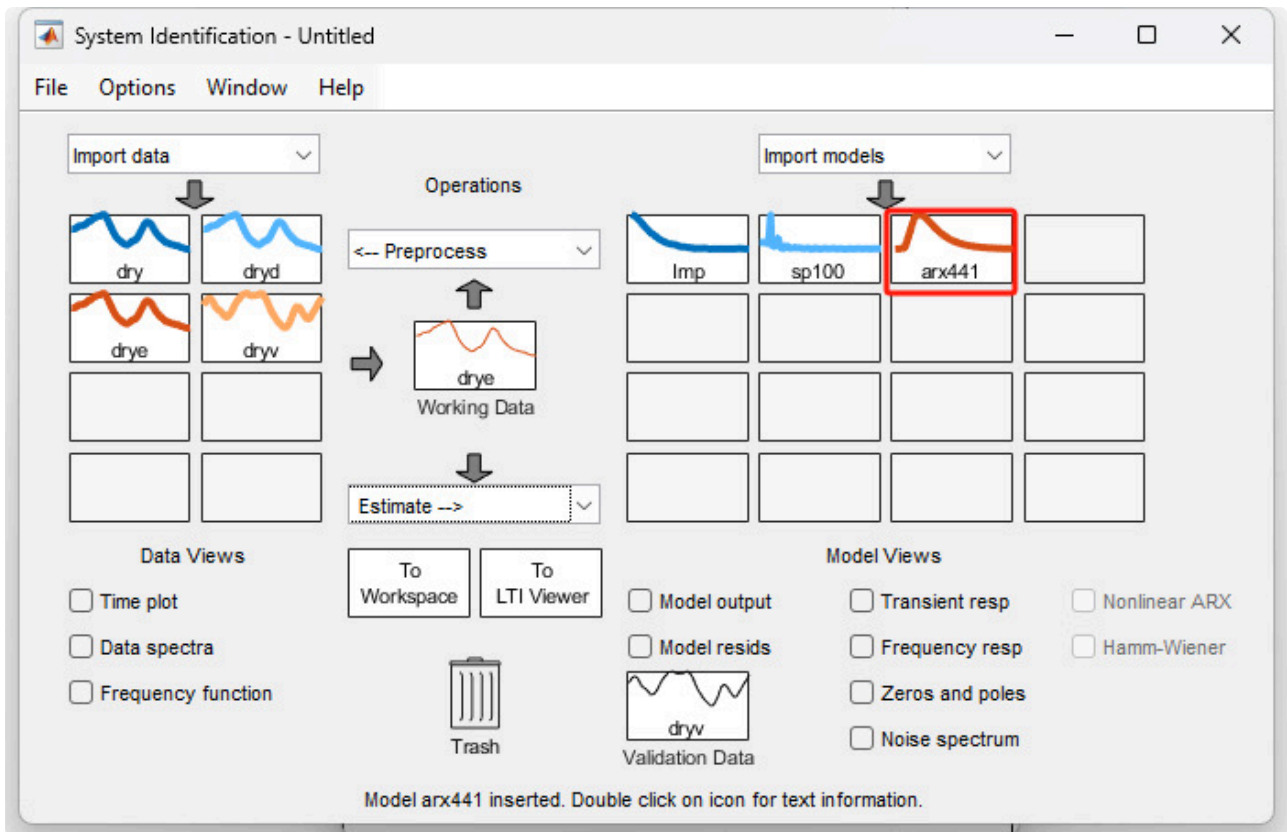 System Identification - Untitled
File Options Window Help
Import data
Operations
Import models
<-- Preprocess
dry
dryd
drye
dryv
drye
Working Data
Imp
sp100
arx441
Estimate -->
To
Workspace
To
LTI Viewer
Data Views
Time plot
Data spectra
Frequency function
Trash
Model Views
Model output
Transient resp
Nonlinear ARX
Model resids
Frequency resp
Hamm-Wiener
Zeros and poles
Noise spectrum
dryv
Validation Data
Model arx441 inserted. Double click on icon for text information.